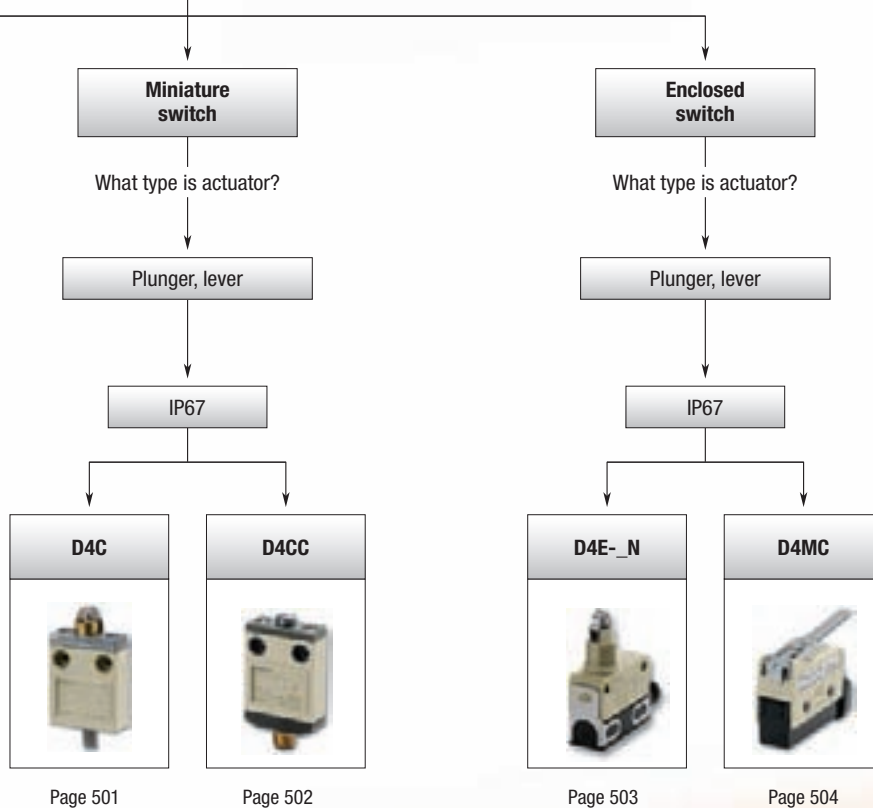 Miniature
switch
What type is actuator?
Plunger, lever
IP67
D4C
D4CC
Page 501
Page 502
Enclosed
switch
What type is actuator?
Plunger, lever
IP67
D4E-_N
D4MC
Page 503
Page 504